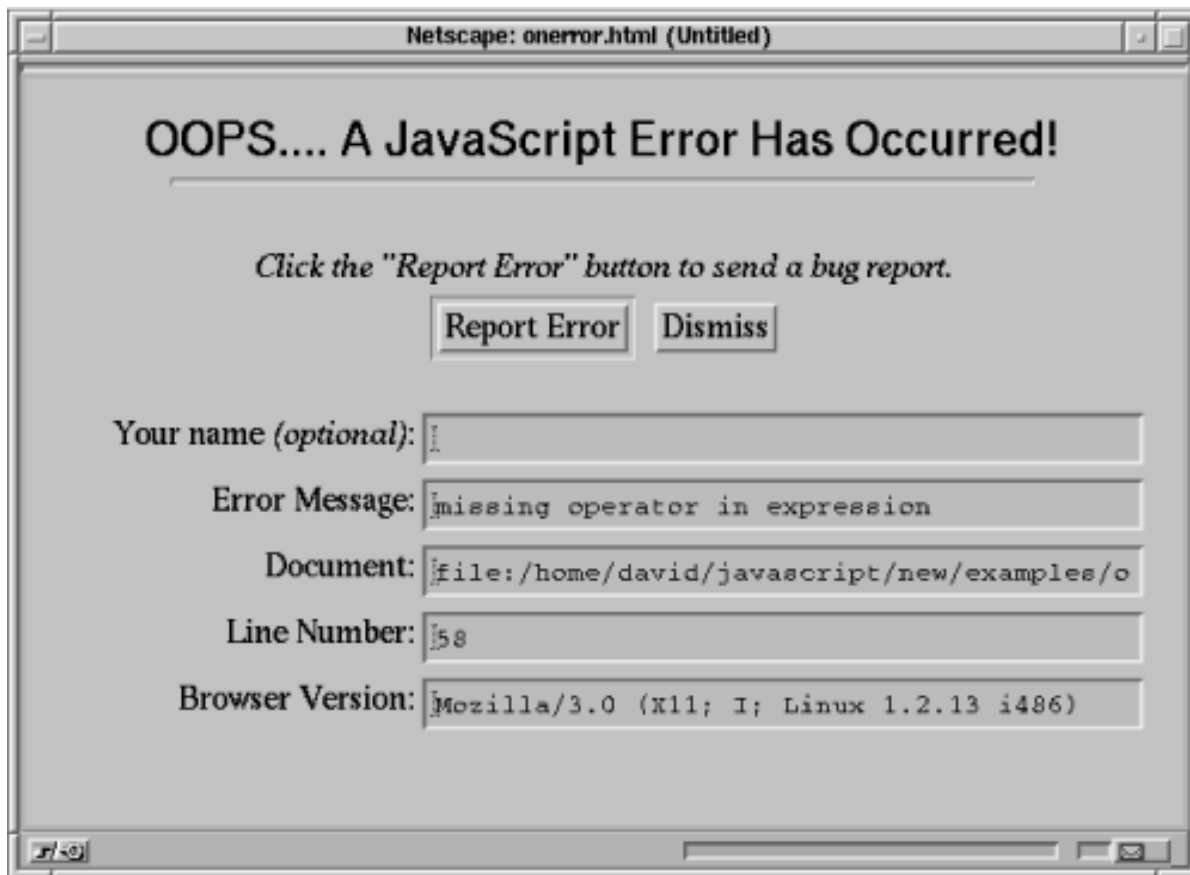 Netscape: onerror.html (Untitled)
OOPS.... A JavaScript Error Has Occurred!
Click the "Report Error" button to send a bug report.
Report Error Dismiss
Your name (optional):
Error Message: missing operator in expression
Document: file:/home/david/javascript/new/examples/o
Line Number: 58
Browser Version: Mozilla/3.0 (X11; I; Linux 1.2.13 i486)